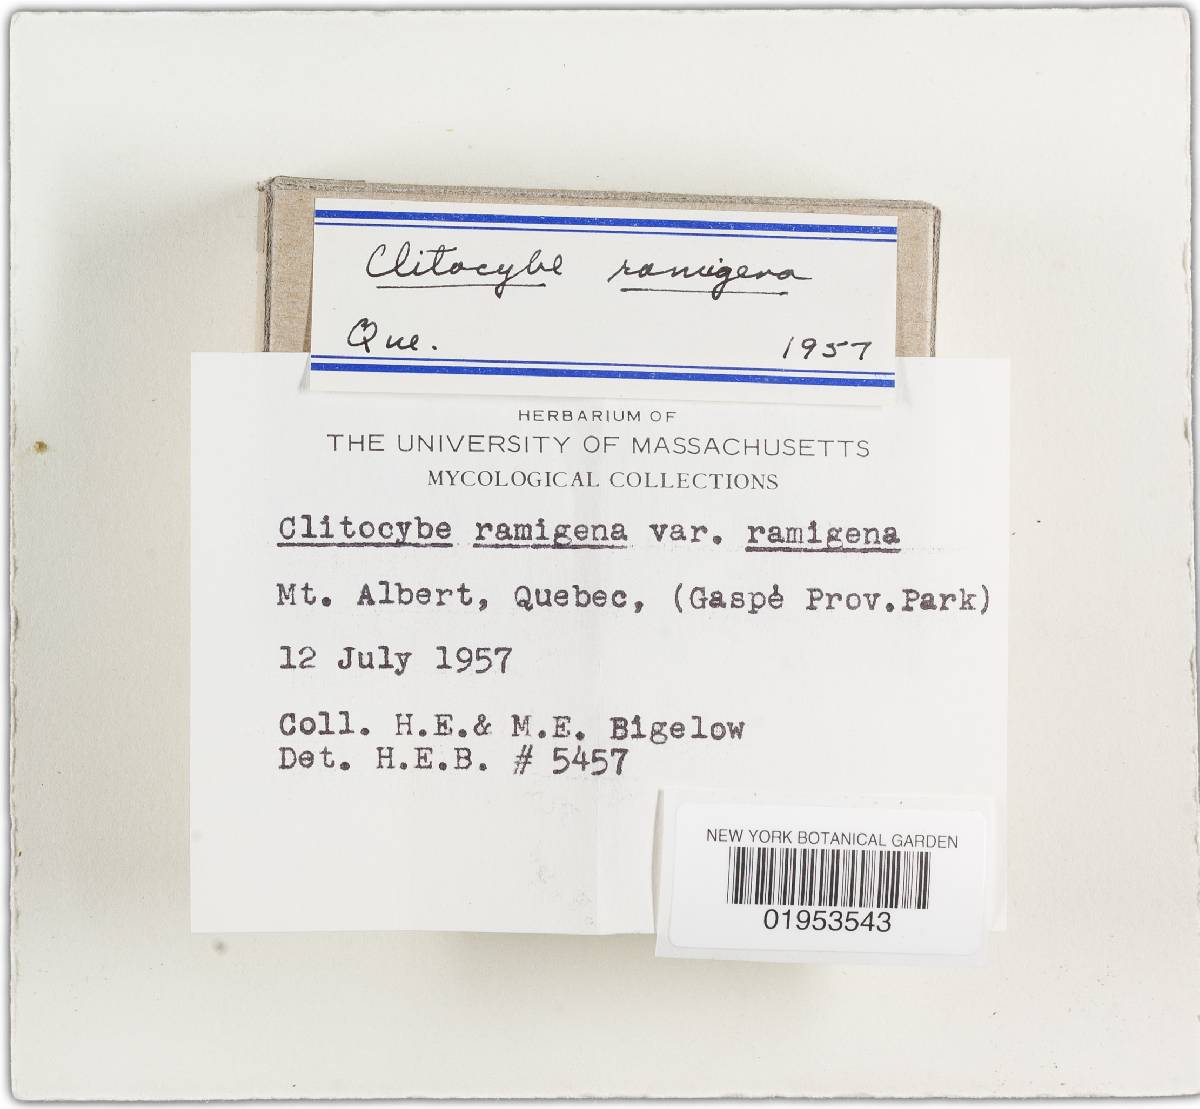 Clitocybe ramigena
Que. 1957
HERBARIUM OF
THE UNIVERSITY OF MASSACHUSETTS
MYCOLOGICAL COLLECTIONS
Clitocybe ramigena var. ramigena
Mt. Albert, Quebec, (Gaspé Prov.Park)
12 July 1957
Coll. H.E.& M.E. Bigelow
Det. H.E.B. # 5457
NEW YORK BOTANICAL GARDEN
01953543